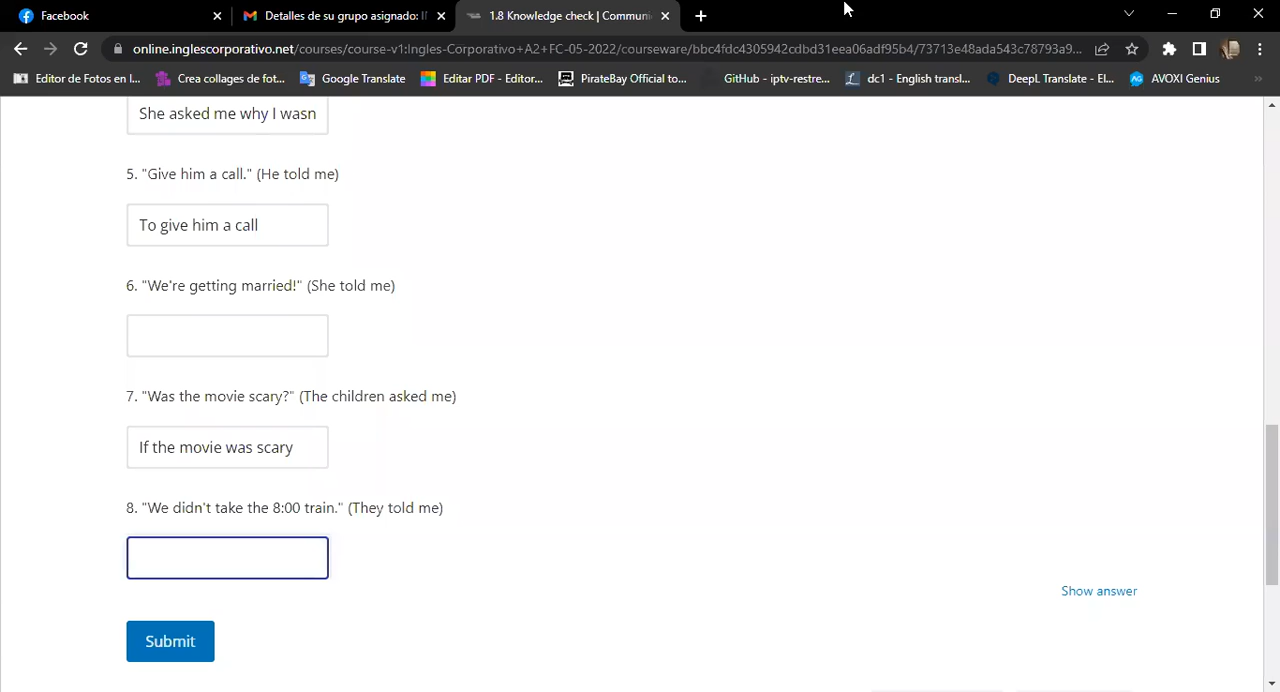 Facebook
Detalles de su grupo asignado:
1.8 Knowledge check | Communi
online.inglescorporativo.net/courses/course-v1:Ingles-Corporativo+A2+FC-05-2022/courseware/bbc4fdc4305942cdbd31eea06adf95b4/73713e48ada543c78793a9...
Editor de Fotos en l...
Crea collages de fot...
Google Translate
Editar PDF - Editor...
PirateBay Official to...
GitHub - iptv-restre...
dc1 - English transl...
DeepL Translate - El...
AVOXI Genius
»
She asked me why I wasn
5. "Give him a call." (He told me)
To give him a call
6. "We're getting married!" (She told me)
7. "Was the movie scary?" (The children asked me)
If the movie was scary
8. "We didn't take the 8:00 train." (They told me)
Show answer
Submit